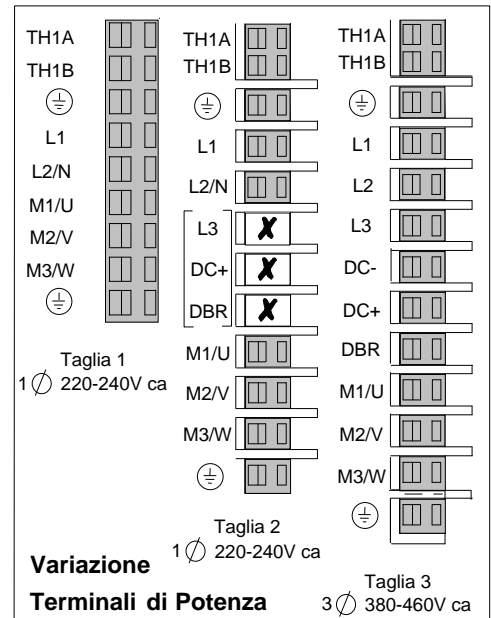 TH1A
TH1B
L1
L2/N
M1/U
M2/V
M3/W
Taglia 1
1 220-240V ca
TH1A
TH1B
L1
L2/N
L3
DC+
DBR
M1/U
M2/V
M3/W
Taglia 2
1 220-240V ca
TH1A
TH1B
L1
L2
L3
DC-
DC+
DBR
M1/U
M2/V
M3/W
Taglia 3
3 380-460V ca
Variazione
Terminali di Potenza